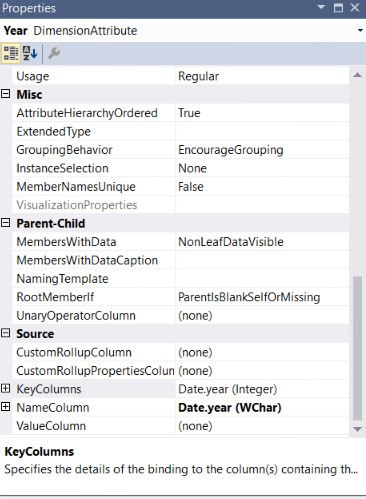 Properties
Year DimensionAttribute
Usage Regular
Misc
AttributeHierarchyOrdered True
ExtendedType
GroupingBehavior EncourageGrouping
InstanceSelection None
MemberNamesUnique False
VisualizationProperties
Parent-Child
MembersWithData NonLeafDataVisible
MembersWithDataCaption
NamingTemplate
RootMemberIf ParentIsBlankSelfOrMissing
UnaryOperatorColumn (none)
Source
CustomRollupColumn (none)
CustomRollupPropertiesColun (none)
KeyColumns Date.year (Integer)
NameColumn Date.year (WChar)
ValueColumn (none)
KeyColumns
Specifies the details of the binding to the column(s) containing th...